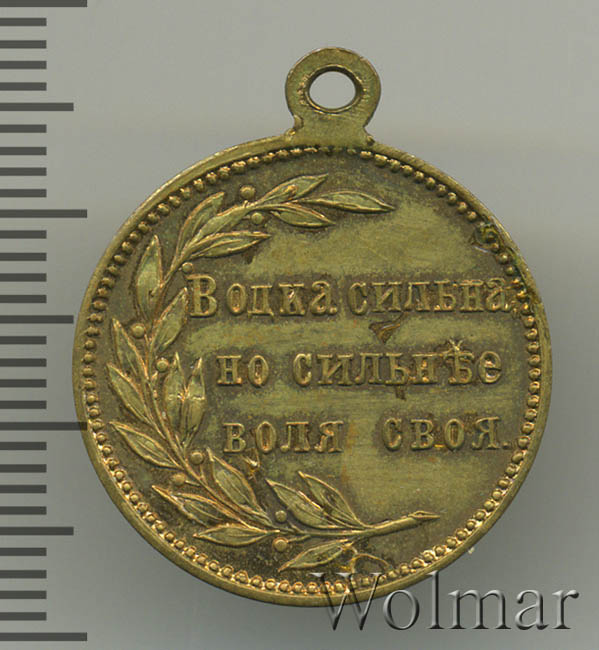 Водка сильна,
но сильнѣе
воля своя.
Wolmar